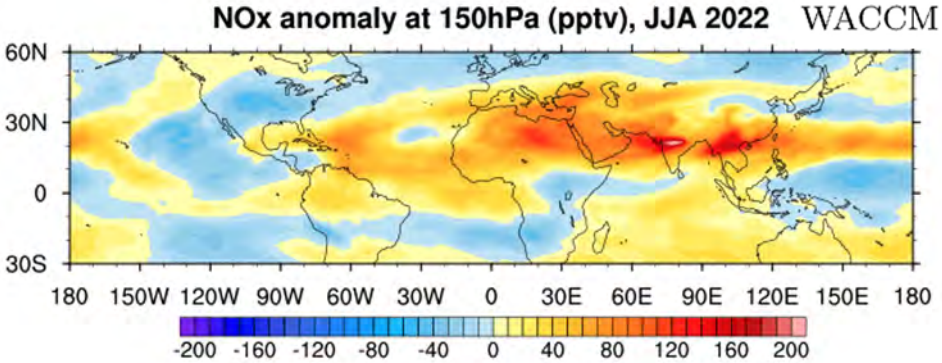 NOx anomaly at 150hPa (pptv), JJA 2022 WACCM
60N
30N
0
30S
180 150W 120W 90W 60W 30W 0 30E 60E 90E 120E 150E 180
-200 -160 -120 -80 -40 0 40 80 120 160 200